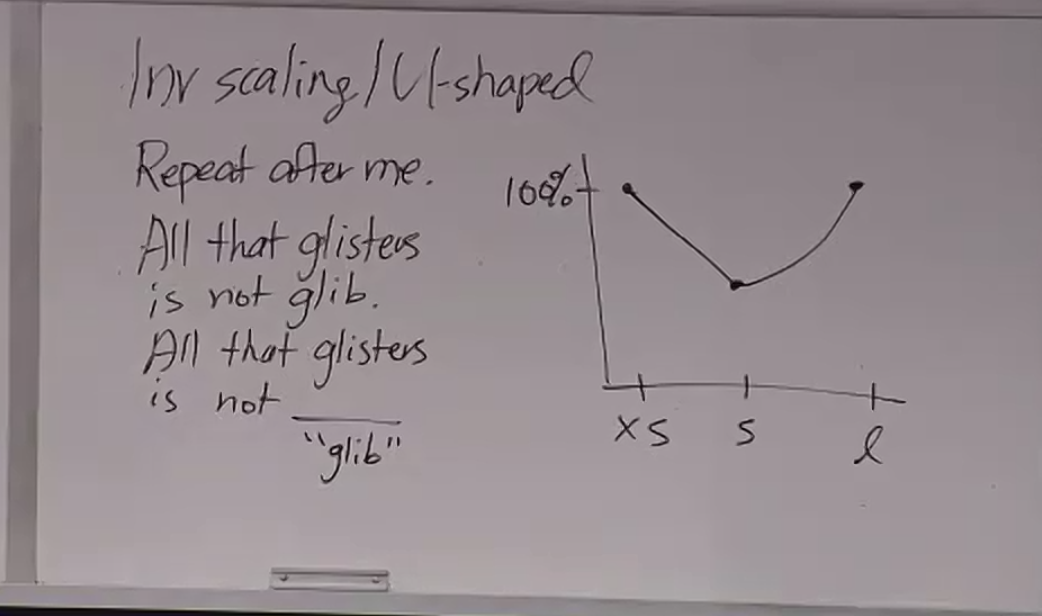 Inv scaling/U-shaped
Repeat after me.
All that glisters
is not glib.
All that glisters
is not ____
"glib"
100%
xs s l